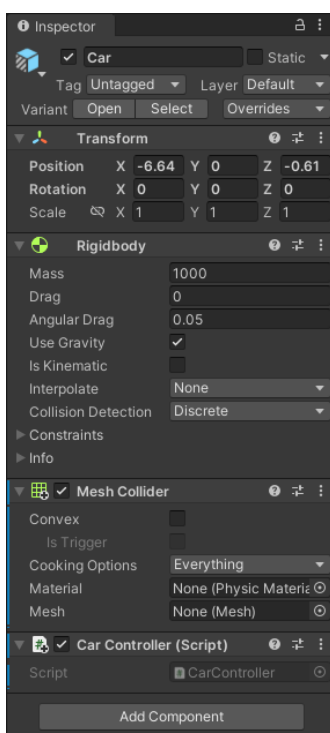 Inspector
Car Static
Tag Untagged Layer Default
Variant Open Select Overrides
Transform
Position X -6.64 Y 0 Z -0.61
Rotation X 0 Y 0 Z 0
Scale X 1 Y 1 Z 1
Rigidbody
Mass 1000
Drag 0
Angular Drag 0.05
Use Gravity
Is Kinematic
Interpolate None
Collision Detection Discrete
Constraints
Info
Mesh Collider
Convex
Is Trigger
Cooking Options Everything
Material None (Physic Materia
Mesh None (Mesh)
Car Controller (Script)
Script CarController
Add Component